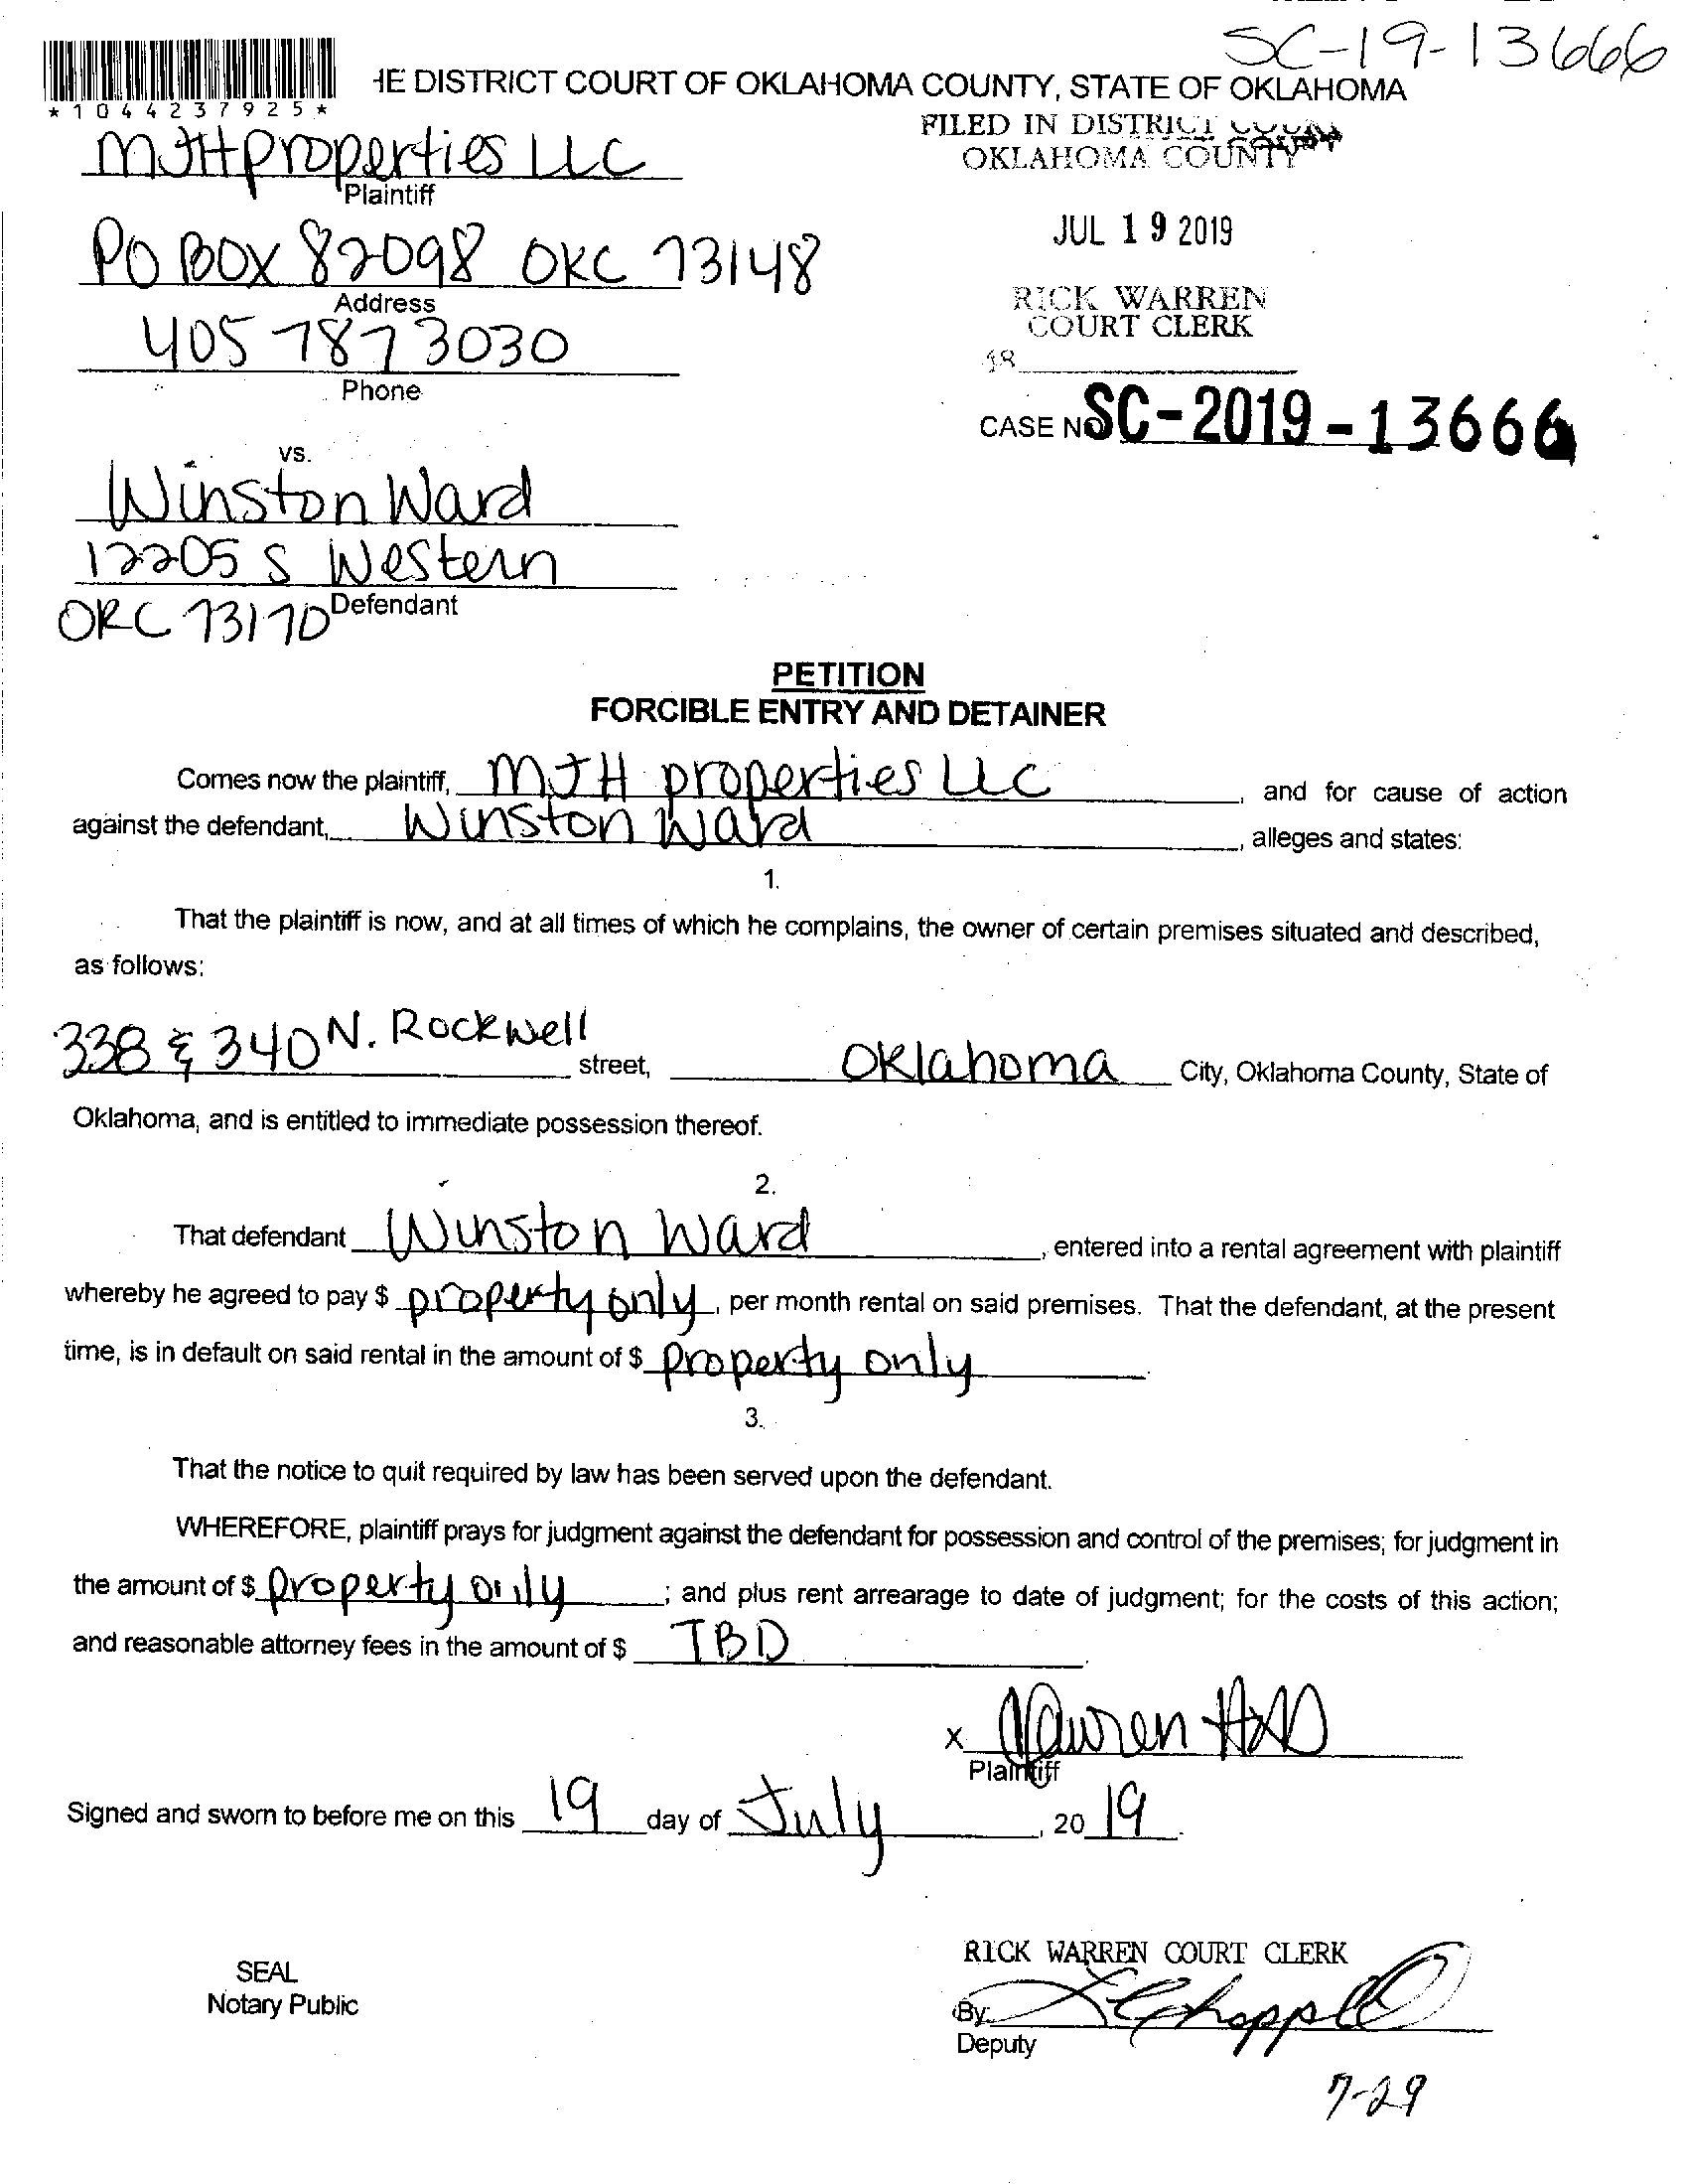 SC-19-13666
HE DISTRICT COURT OF OKLAHOMA COUNTY, STATE OF OKLAHOMA
*1044237925*
FILED IN DISTRICT COURT
OKLAHOMA COUNTY
MJH properties LLC
Plaintiff
JUL 19 2019
PO BOX 82098 OKC 73148
Address
RICK WARREN
COURT CLERK
405 787 3030
Phone
CASE NO SC-2019-13666
vs.
Winston Ward
12205 S Western
Defendant
OKC 73170
PETITION
FORCIBLE ENTRY AND DETAINER
Comes now the plaintiff, MJH properties LLC, and for cause of action
against the defendant, Winston Ward, alleges and states:
1.
That the plaintiff is now, and at all times of which he complains, the owner of certain premises situated and described,
as follows:
338 & 340 N. Rockwell street, Oklahoma City, Oklahoma County, State of
Oklahoma, and is entitled to immediate possession thereof.
2.
That defendant Winston Ward, entered into a rental agreement with plaintiff
whereby he agreed to pay $ property only, per month rental on said premises. That the defendant, at the present
time, is in default on said rental in the amount of $ property only.
3.
That the notice to quit required by law has been served upon the defendant.
WHEREFORE, plaintiff prays for judgment against the defendant for possession and control of the premises; for judgment in
the amount of $ property only; and plus rent arrearage to date of judgment; for the costs of this action;
and reasonable attorney fees in the amount of $ TBD.
x
Plaintiff
Signed and sworn to before me on this 19 day of July, 20 19.
RICK WARREN COURT CLERK
SEAL
Notary Public
By:
Deputy
7-29